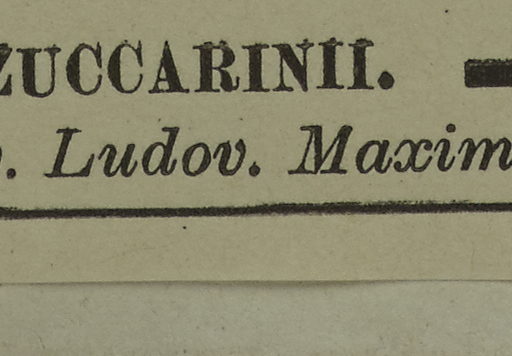 ZUCCARINII.
. Ludov. Maxim